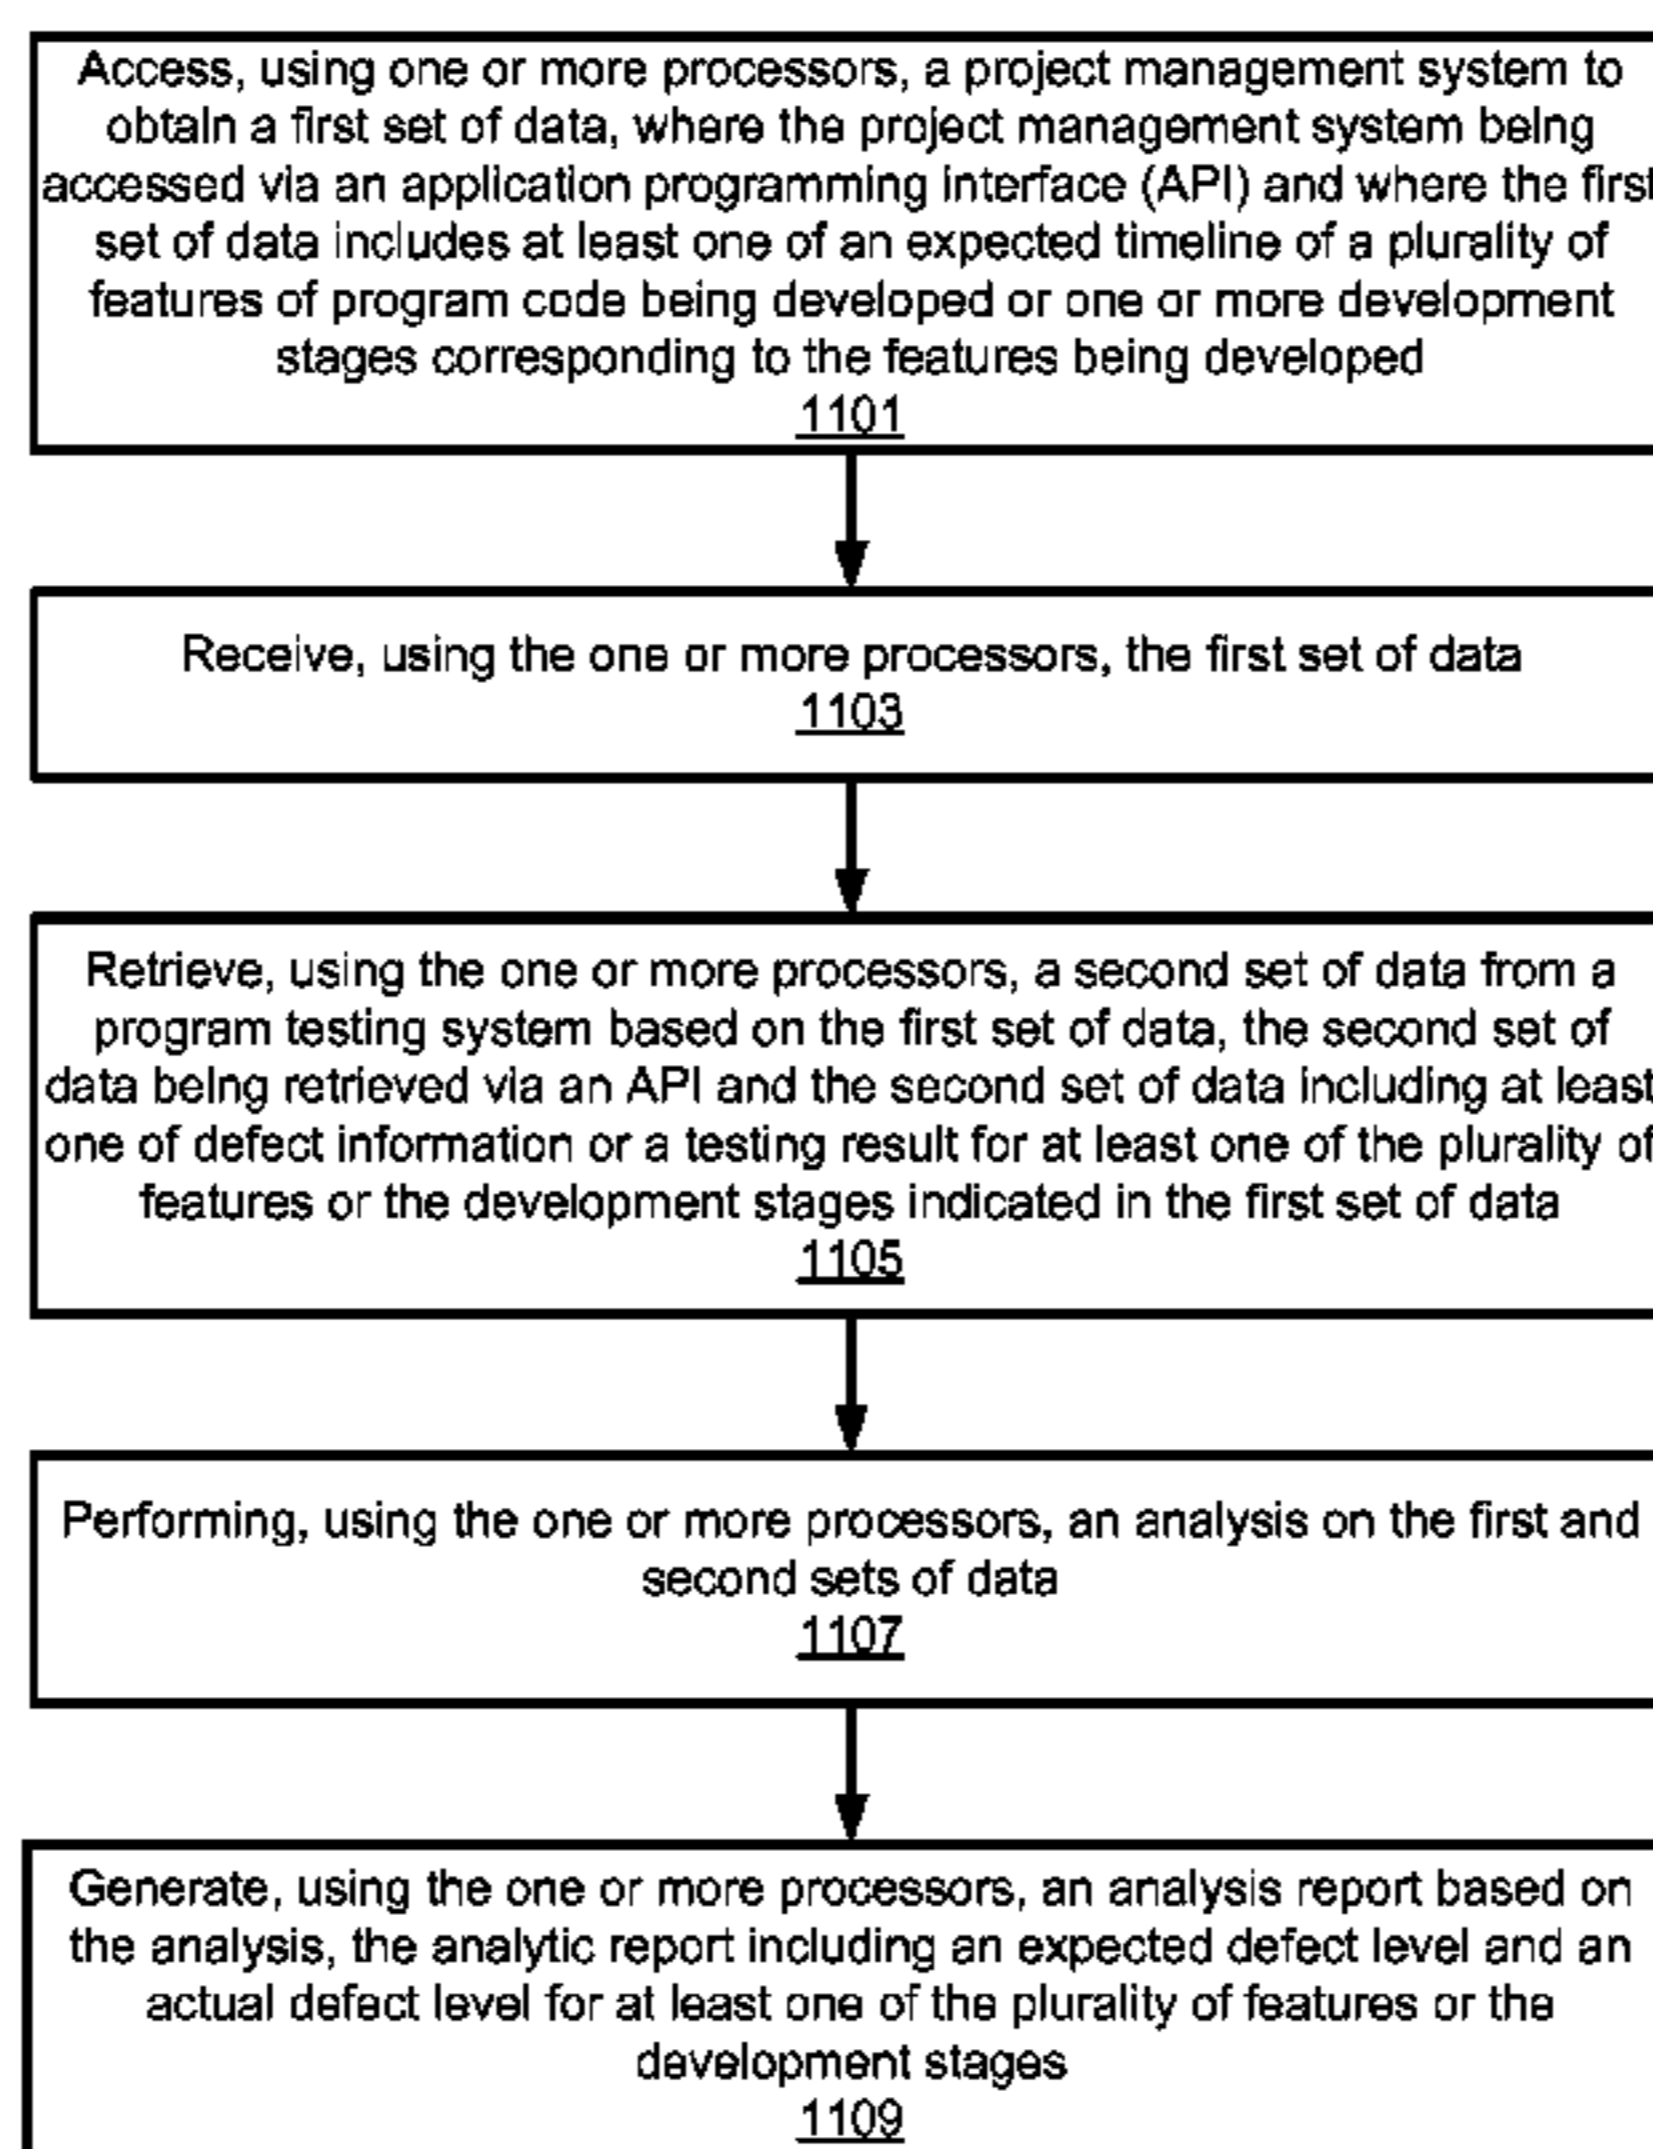 Access, using one or more processors, a project management system to
obtain a first set of data, where the project management system being
accessed via an application programming interface (API) and where the first
set of data includes at least one of an expected timeline of a plurality of
features of program code being developed or one or more development
stages corresponding to the features being developed
1101
Receive, using the one or more processors, the first set of data
1103
Retrieve, using the one or more processors, a second set of data from a
program testing system based on the first set of data, the second set of
data being retrieved via an API and the second set of data including at least
one of defect information or a testing result for at least one of the plurality of
features or the development stages indicated in the first set of data
1105
Performing, using the one or more processors, an analysis on the first and
second sets of data
1107
Generate, using the one or more processors, an analysis report based on
the analysis, the analytic report including an expected defect level and an
actual defect level for at least one of the plurality of features or the
development stages
1109